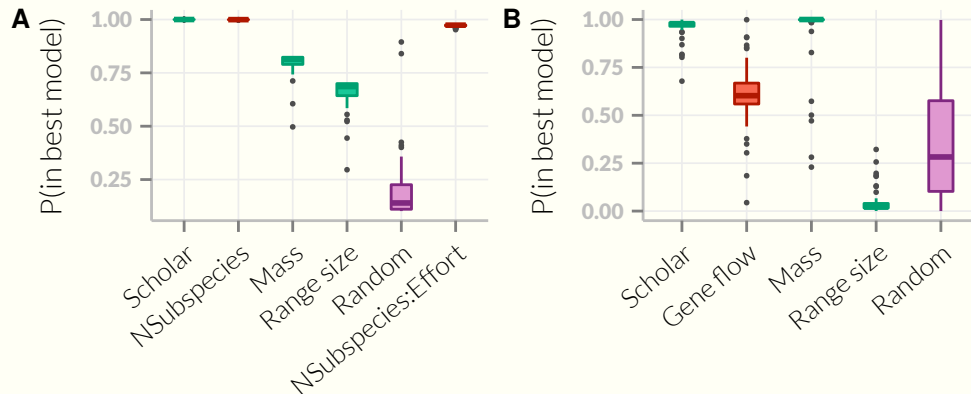 A
P(in best model)
1.00
0.75
0.50
0.25
Scholar
NSubspecies
Mass
Range size
Random
NSubspecies:Effort
B
P(in best model)
1.00
0.75
0.50
0.25
0.00
Scholar
Gene flow
Mass
Range size
Random